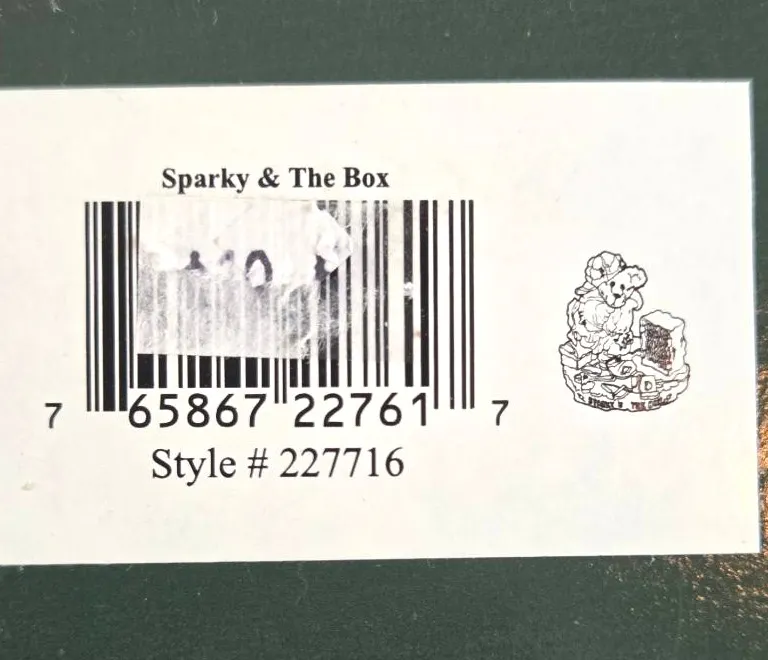 Sparky & The Box
7 65867 22761 7
Style # 227716